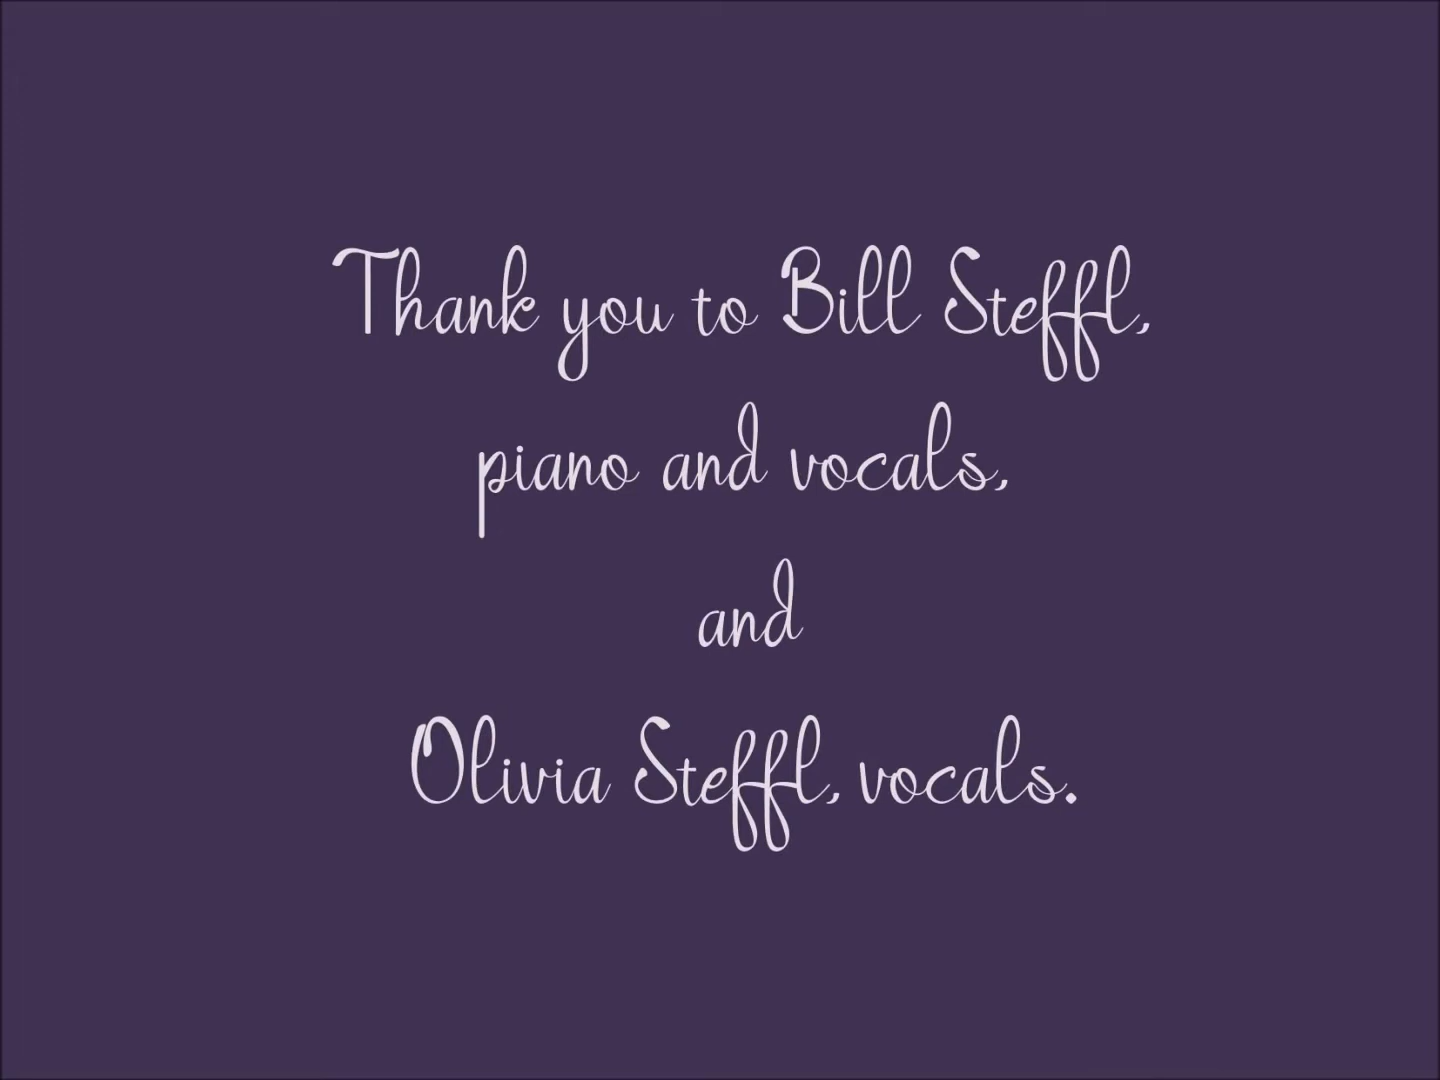 Thank you to Bill Steffl,
piano and vocals,
and
Olivia Steffl, vocals.